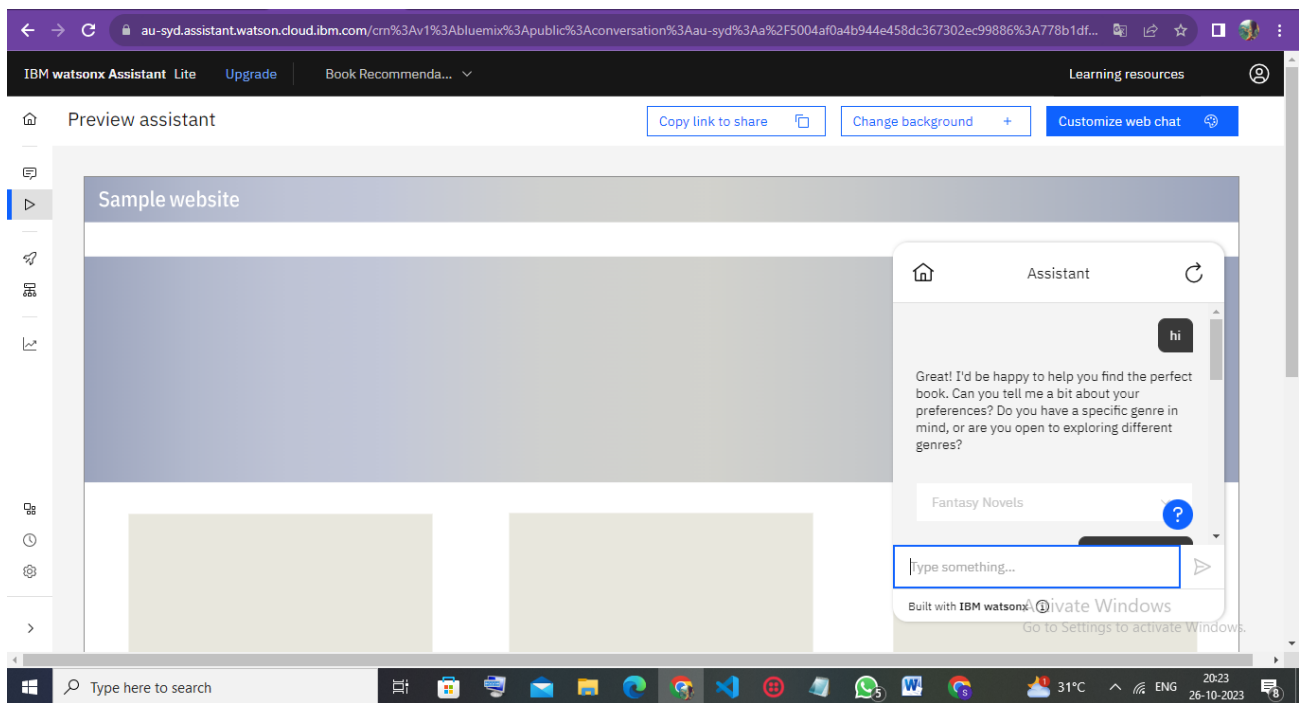 au-syd.assistant.watson.cloud.ibm.com/crn%3Av1%3Abluemix%3Apublic%3Aconversation%3Aau-syd%3Aa%2F5004af0a4b944e458dc367302ec99886%3A778b1df...
IBM watsonx Assistant Lite Upgrade Book Recommenda... Learning resources
Preview assistant Copy link to share Change background + Customize web chat
Sample website
Assistant
hi
Great! I'd be happy to help you find the perfect
book. Can you tell me a bit about your
preferences? Do you have a specific genre in
mind, or are you open to exploring different
genres?
Fantasy Novels
?
Type something...
Built with IBM watsonx
Activate Windows
Go to Settings to activate Windows.
Type here to search 5 W S 1 31°C ENG 20:23
26-10-2023 8